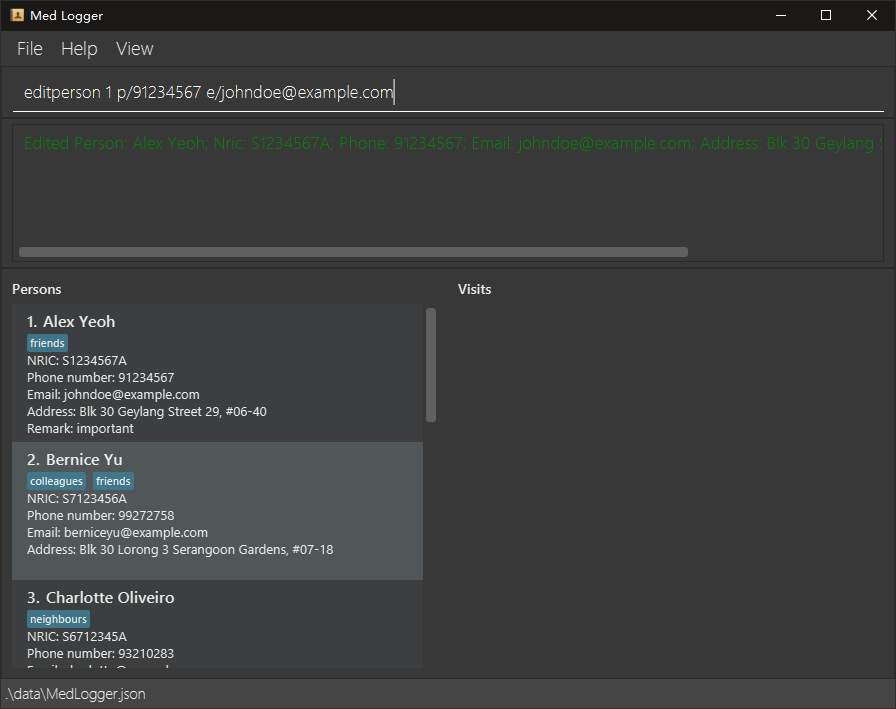 Med Logger
File Help View
editperson 1 p/91234567 e/johndoe@example.com
Edited Person: Alex Yeoh; Nric: S1234567A; Phone: 91234567; Email: johndoe@example.com; Address: Blk 30 Geylang
Persons
Visits
1. Alex Yeoh
friends
NRIC: S1234567A
Phone number: 91234567
Email: johndoe@example.com
Address: Blk 30 Geylang Street 29, #06-40
Remark: important
2. Bernice Yu
colleagues friends
NRIC: S7123456A
Phone number: 99272758
Email: berniceyu@example.com
Address: Blk 30 Lorong 3 Serangoon Gardens, #07-18
3. Charlotte Oliveiro
neighbours
NRIC: S6712345A
Phone number: 93210283
.\data\MedLogger.json